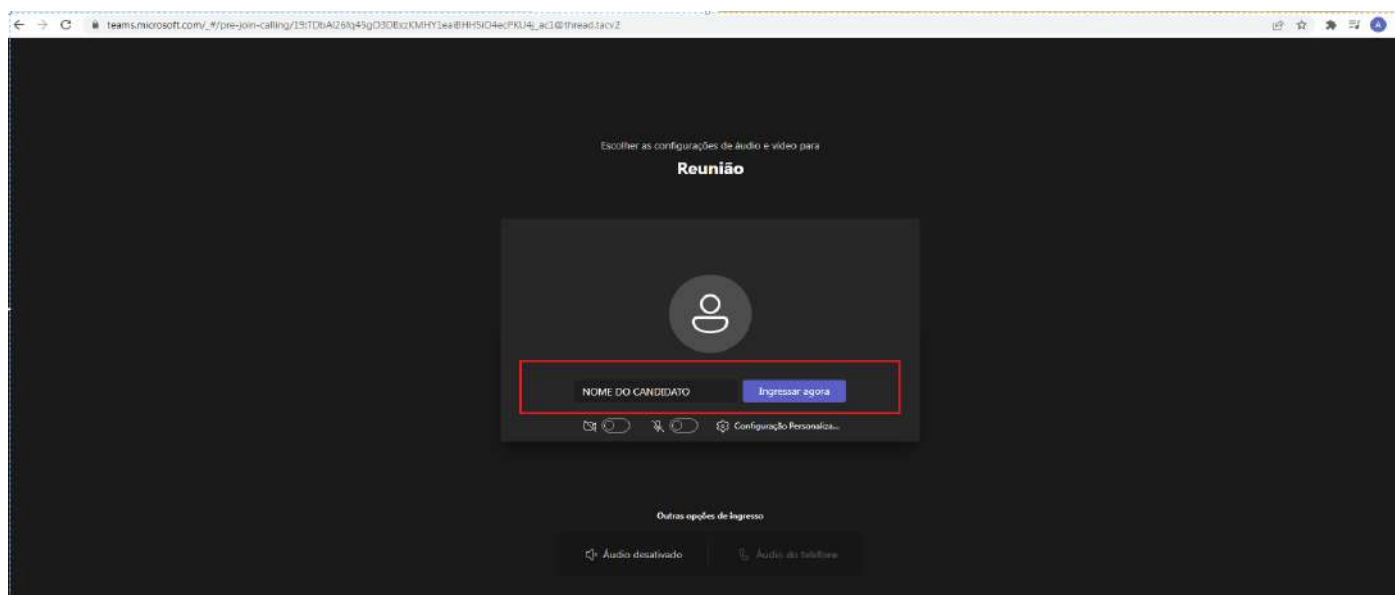 Escolher as configurações de áudio e vídeo para
Reunião
NOME DO CANDIDATO Ingressar agora
Configuração Personaliza...
Outras opções de ingresso
Áudio desativado Áudio do telefone